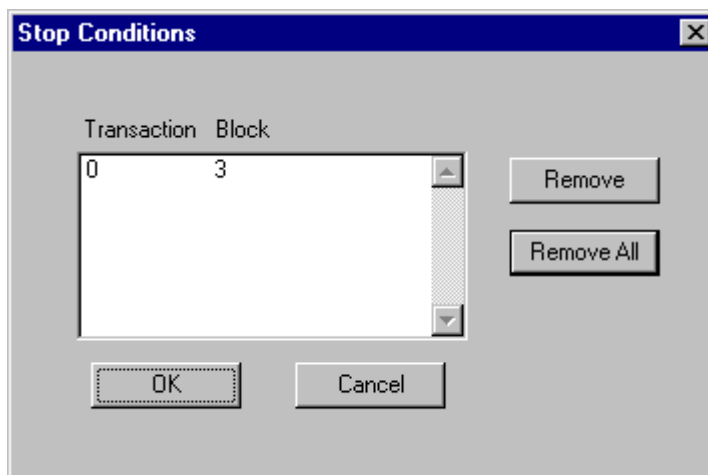 Stop Conditions
Transaction Block
0 3
Remove
Remove All
OK Cancel